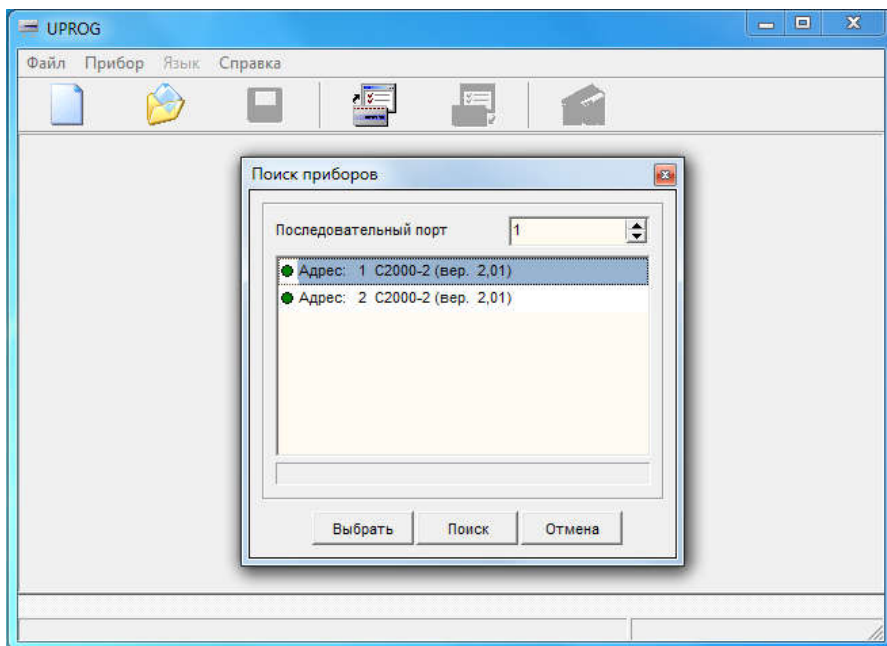 UPROG
Файл Прибор Язык Справка
Поиск приборов
Последовательный порт 1
Адрес: 1 С2000-2 (вер. 2,01)
Адрес: 2 С2000-2 (вер. 2,01)
Выбрать Поиск Отмена